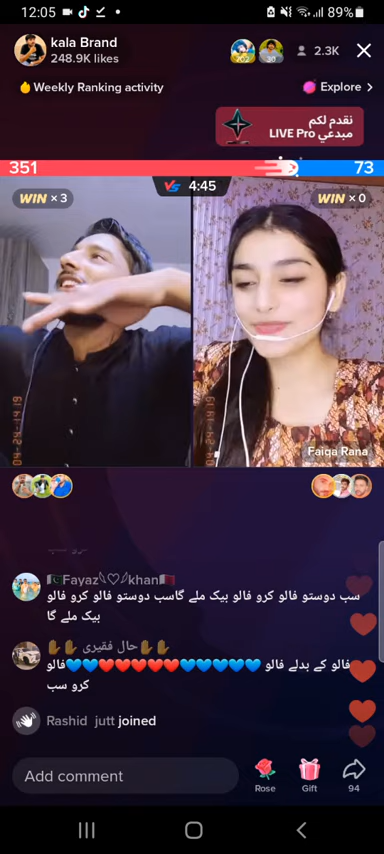 12:05
89%
kala Brand
248.9K likes
2.3K
Weekly Ranking activity
Explore >
نقدم لكم
مبدعي LIVE Pro
351
73
WIN × 3
VS 4:45
WIN × 0
Faiqa Rana
🇵🇰Fayaz\♡/khan🇶🇦
سب دوستو فالو کرو فالو بیک ملے گاسب دوستو فالو کرو فالو
بیک ملے گا
✋🏾✋🏾حال فقیری✋🏾✋🏾
فالو کے بدلے فالو 💙💙💙💙💙❤️❤️❤️❤️❤️💙💙فالو
کرو سب
Rashid jutt joined
Add comment
Rose
Gift
94